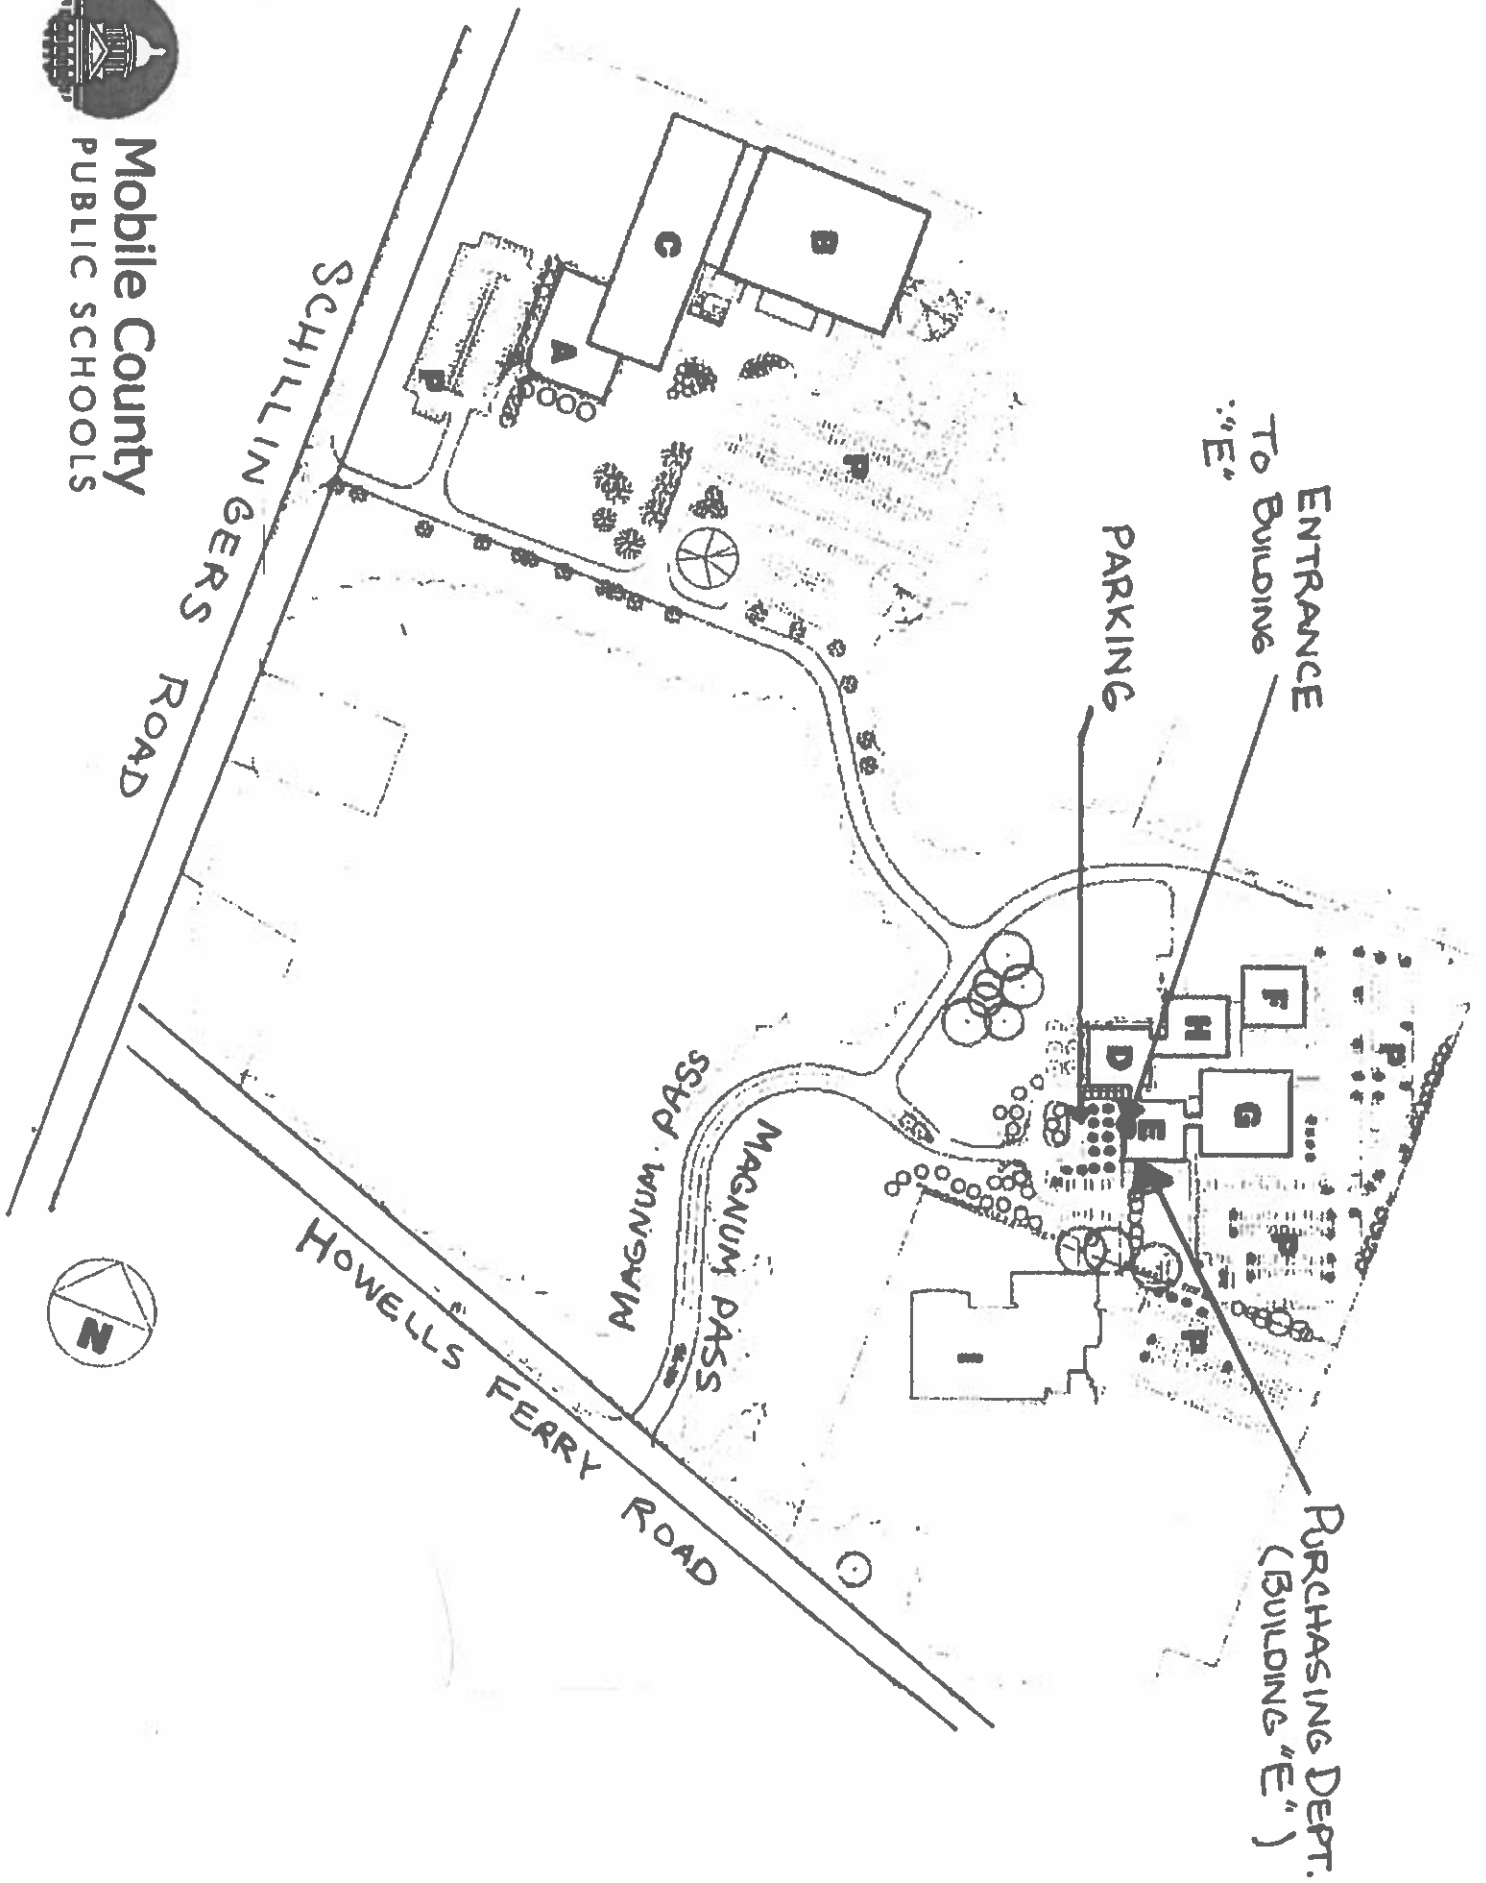 ENTRANCE
TO BUILDING
"E"
PARKING
PURCHASING DEPT.
(BUILDING "E")
F
H
D
G
E
P
P
P
I
B
C
A
P
P
MAGNUM PASS
MAGNUM PASS
SCHILLINGERS ROAD
HOWELLS FERRY ROAD
N
Mobile County
PUBLIC SCHOOLS